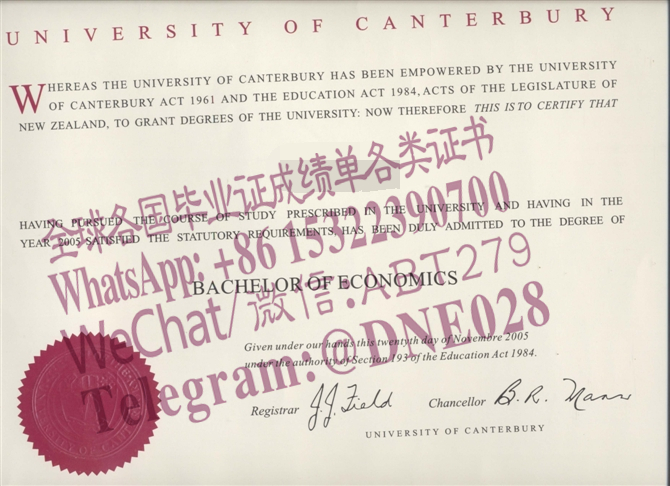 UNIVERSITY OF CANTERBURY
WHEREAS THE UNIVERSITY OF CANTERBURY HAS BEEN EMPOWERED BY THE UNIVERSITY
OF CANTERBURY ACT 1961 AND THE EDUCATION ACT 1984, ACTS OF THE LEGISLATURE OF
NEW ZEALAND, TO GRANT DEGREES OF THE UNIVERSITY: NOW THEREFORE THIS IS TO CERTIFY THAT
全球各国毕业证成绩单各类证书
HAVING PURSUED THE COURSE OF STUDY PRESCRIBED IN THE UNIVERSITY AND HAVING IN THE
YEAR 2005 SATISFIED THE STATUTORY REQUIREMENTS, HAS BEEN DULY ADMITTED TO THE DEGREE OF
WhatsApp: +86 15322390700
BACHELOR OF ECONOMICS
WeChat/微信:ABT279
Given under our hands this twentyth day of Novembre 2005
under the authority of Section 193 of the Education Act 1984.
Telegram:@DNE028
Registrar J.J. Field Chancellor B.R. Mann
UNIVERSITY OF CANTERBURY